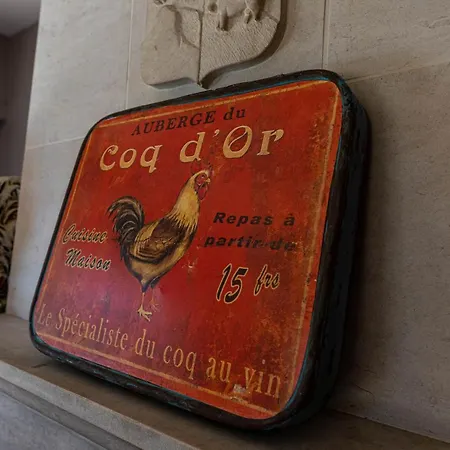 AUBERGE du
Coq d'Or
Cuisine
Maison
Repas à
partir de
15 frs
Le Spécialiste du coq au vin